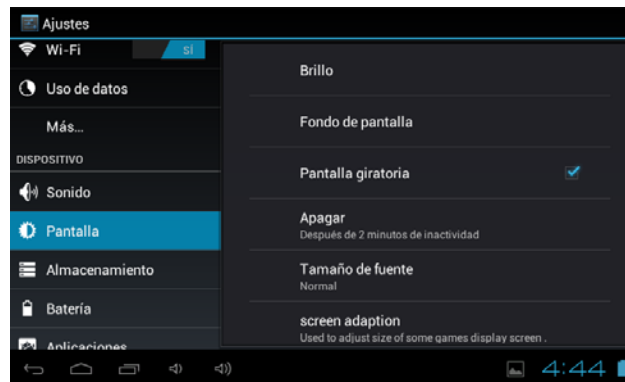 Ajustes
Wi-Fi
sí
Uso de datos
Más...
DISPOSITIVO
Sonido
Pantalla
Almacenamiento
Batería
Aplicaciones
Brillo
Fondo de pantalla
Pantalla giratoria
Apagar
Después de 2 minutos de inactividad
Tamaño de fuente
Normal
screen adaption
Used to adjust size of some games display screen .
4:44